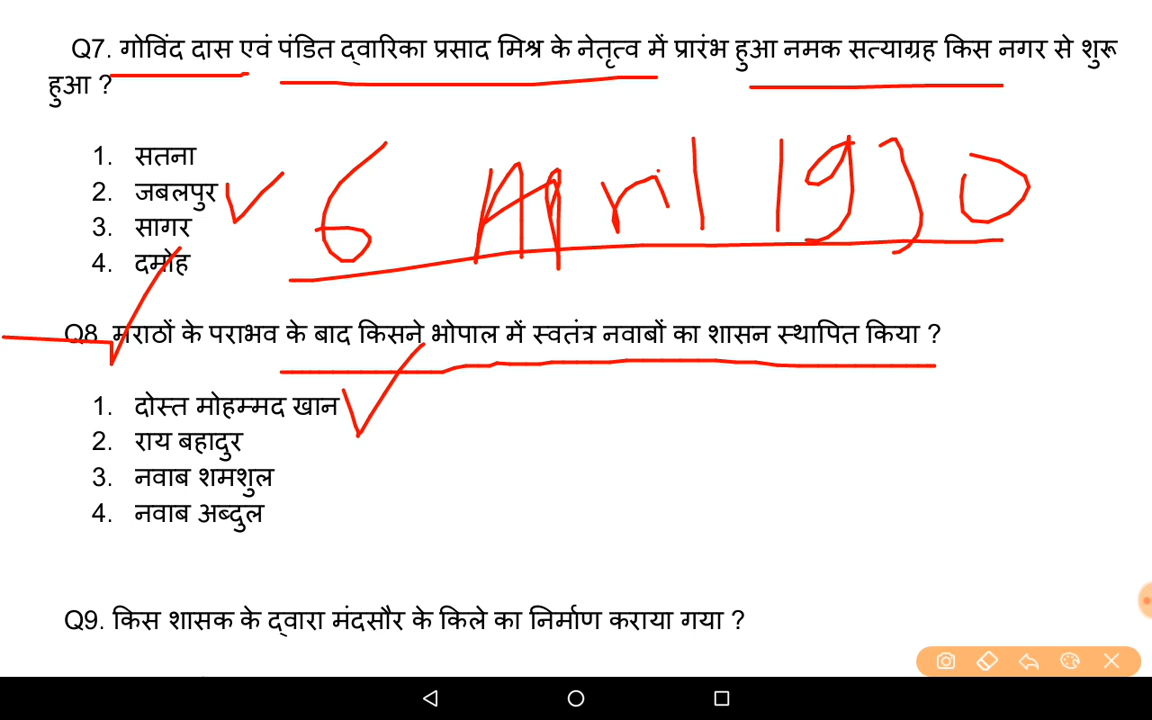 Q7. गोविंद दास एवं पंडित द्वारिका प्रसाद मिश्र के नेतृत्व में प्रारंभ हुआ नमक सत्याग्रह किस नगर से शुरू
हुआ ?
1. सतना
2. जबलपुर
3. सागर
4. दमोह
6 April 1930
Q8. मराठों के पराभव के बाद किसने भोपाल में स्वतंत्र नवाबों का शासन स्थापित किया ?
1. दोस्त मोहम्मद खान
2. राय बहादुर
3. नवाब शमशुल
4. नवाब अब्दुल
Q9. किस शासक के द्वारा मंदसौर के किले का निर्माण कराया गया ?